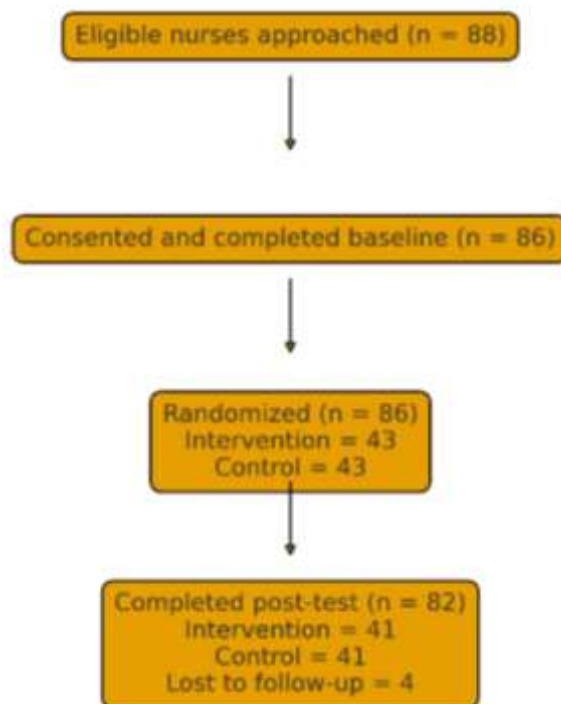 Eligible nurses approached (n = 88)
Consented and completed baseline (n = 86)
Randomized (n = 86)
Intervention = 43
Control = 43
Completed post-test (n = 82)
Intervention = 41
Control = 41
Lost to follow-up = 4